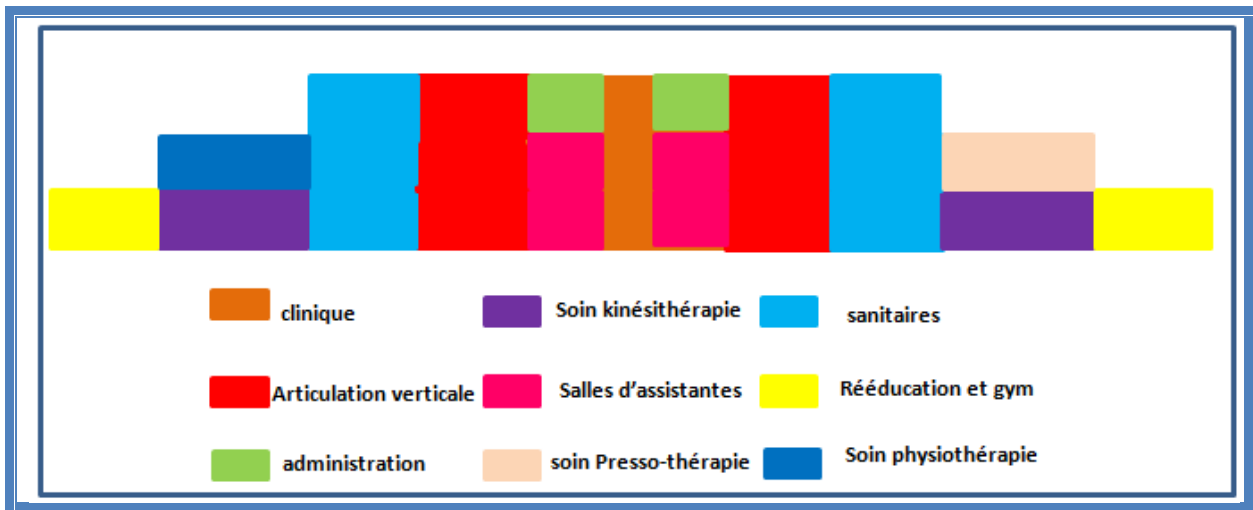 clinique
Soin kinésithérapie
sanitaires
Articulation verticale
Salles d'assistantes
Rééducation et gym
administration
soin Presso-thérapie
Soin physiothérapie